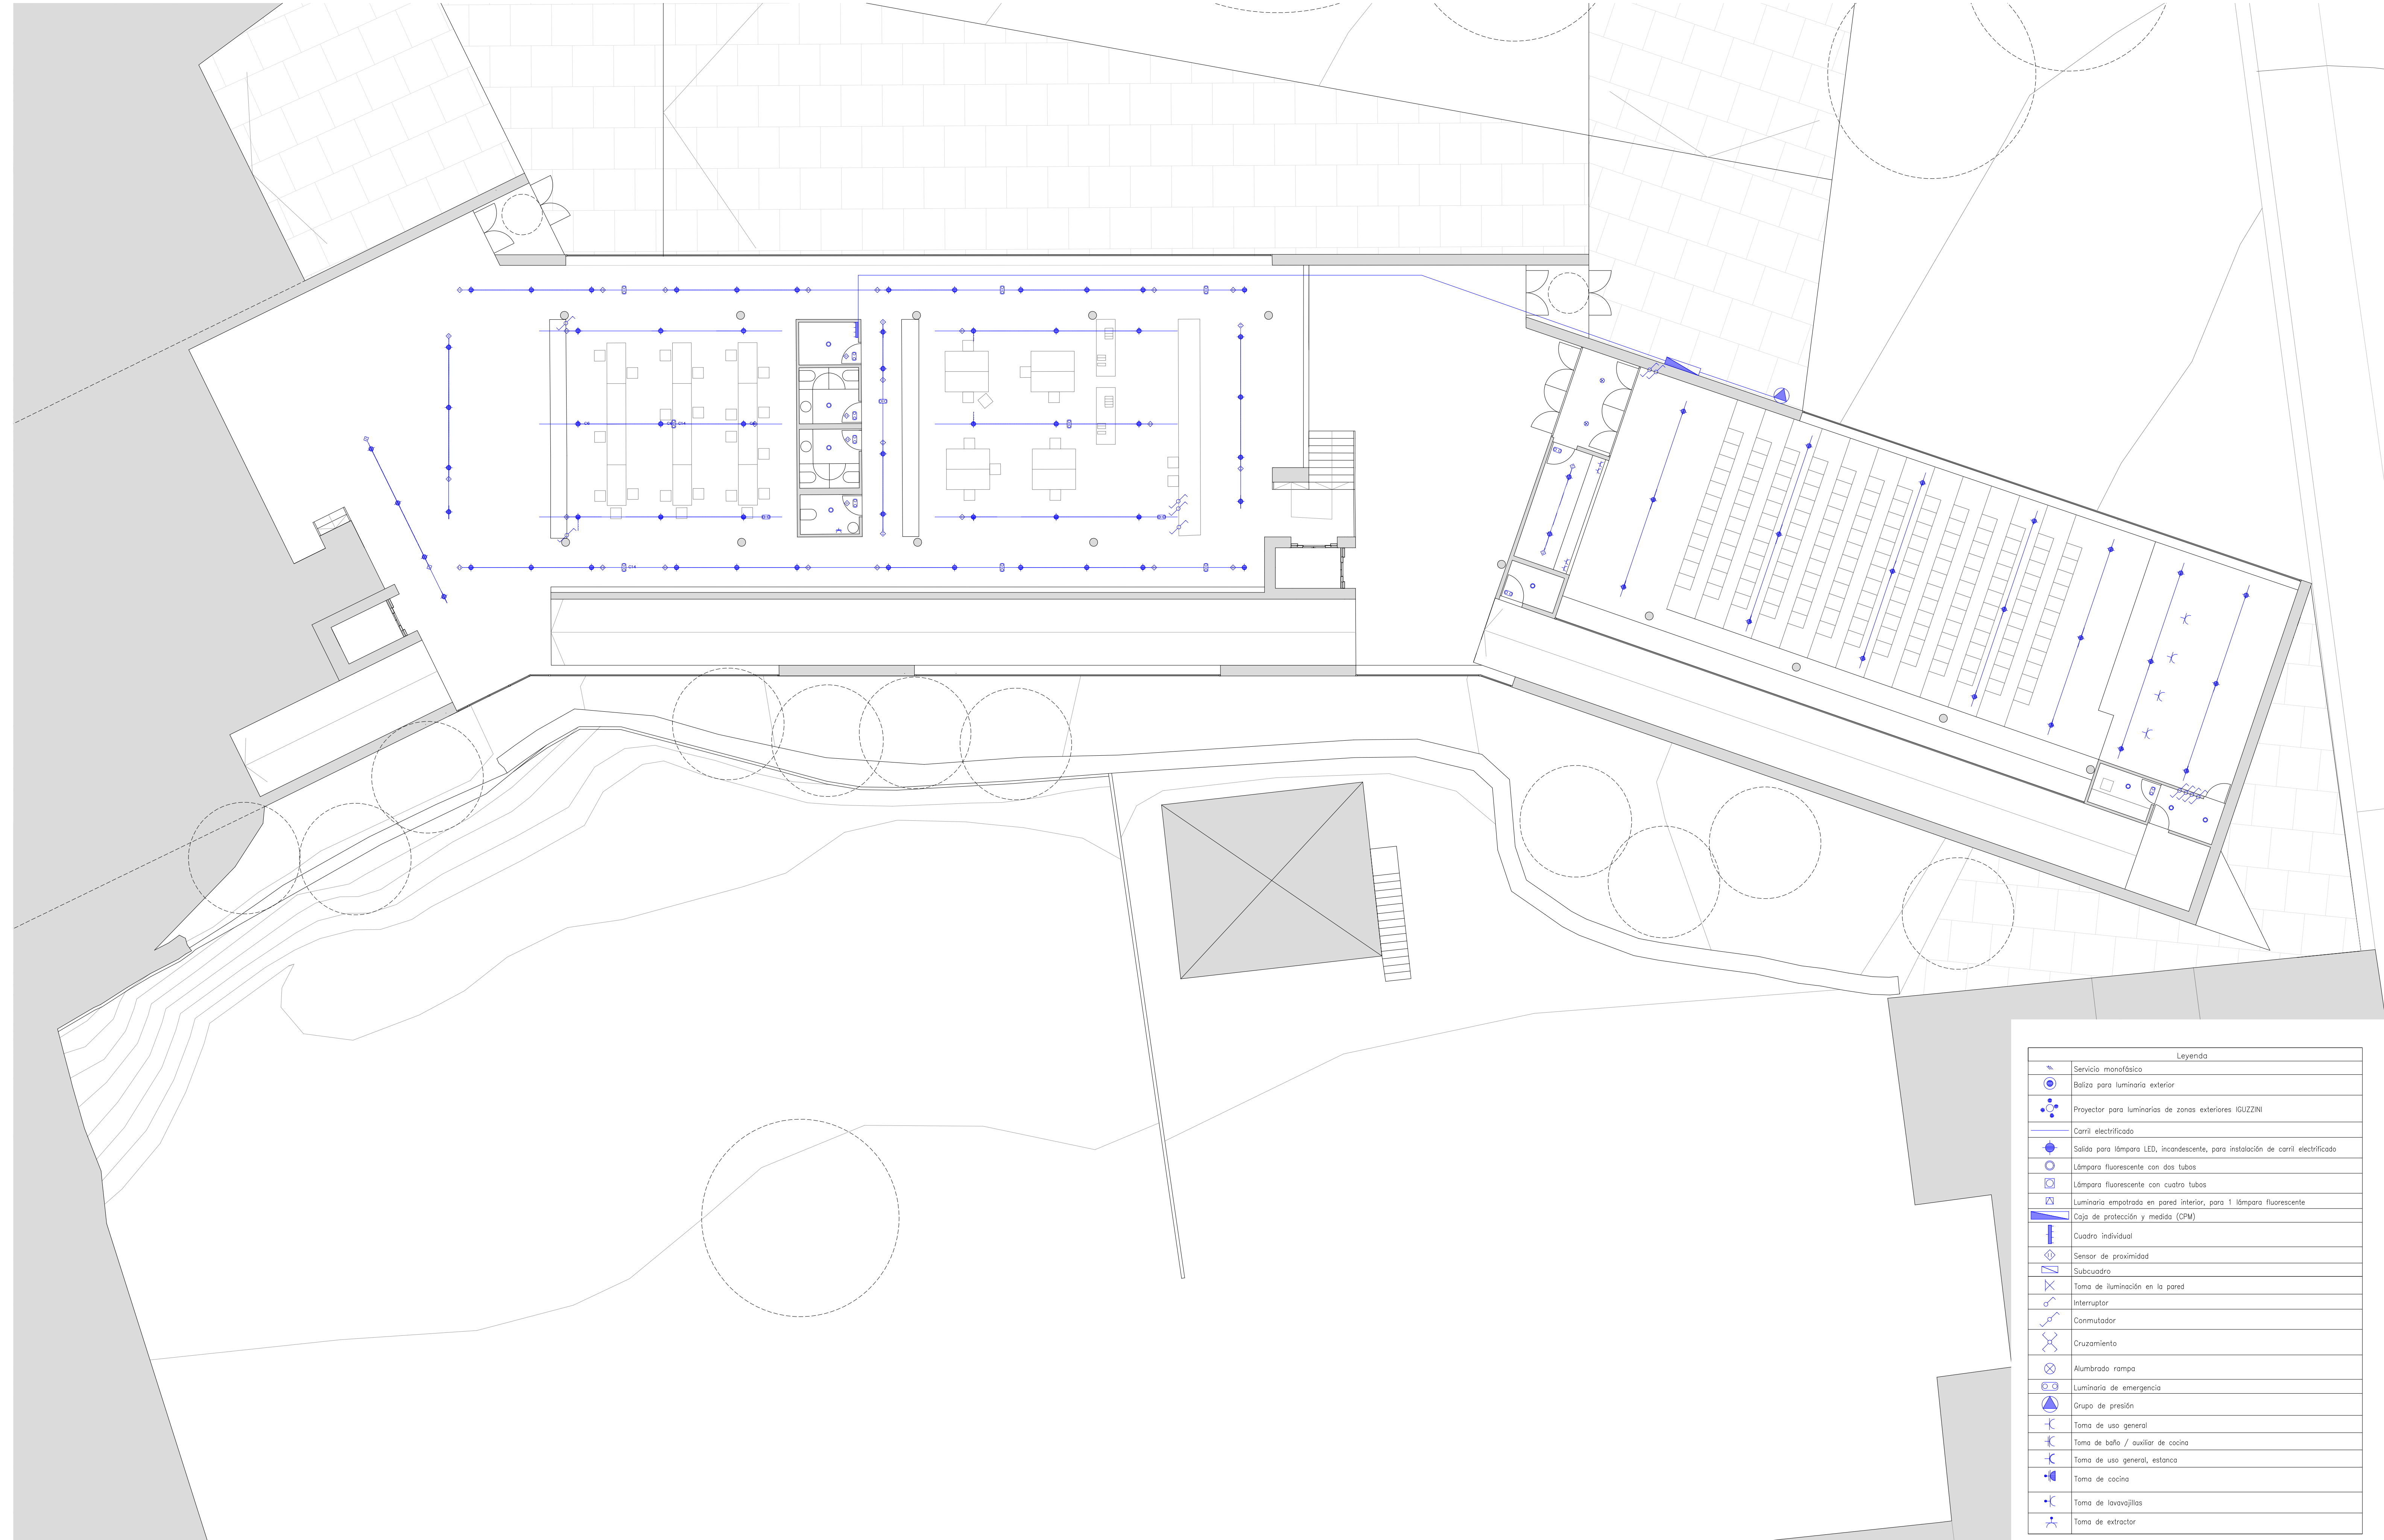 Leyenda
Servicio monofásico
Baliza para luminaria exterior
Proyector para luminarias de zonas exteriores IGUZZINI
Carril electrificado
Salida para lámpara LED, incandescente, para instalación de carril electrificado
Lámpara fluorescente con dos tubos
Lámpara fluorescente con cuatro tubos
Luminaria empotrada en pared interior, para 1 lámpara fluorescente
Caja de protección y medida (CPM)
Cuadro individual
Sensor de proximidad
Subcuadro
Toma de iluminación en la pared
Interruptor
Conmutador
Cruzamiento
Alumbrado rampa
Luminaria de emergencia
Grupo de presión
Toma de uso general
Toma de baño / auxiliar de cocina
Toma de uso general, estanca
Toma de cocina
Toma de lavavajillas
Toma de extractor